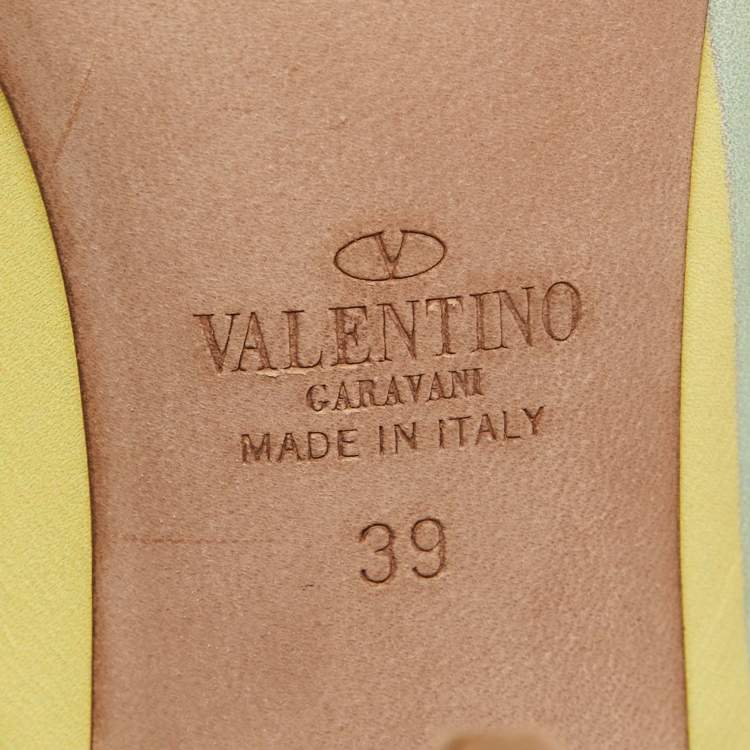 V
VALENTINO
GARAVANI
MADE IN ITALY
39